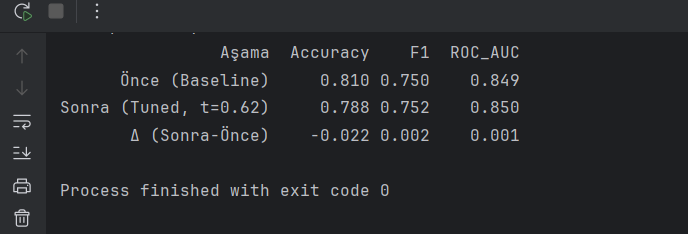 Aşama Accuracy F1 ROC_AUC
Önce (Baseline) 0.810 0.750 0.849
Sonra (Tuned, t=0.62) 0.788 0.752 0.850
Δ (Sonra-Önce) -0.022 0.002 0.001
Process finished with exit code 0